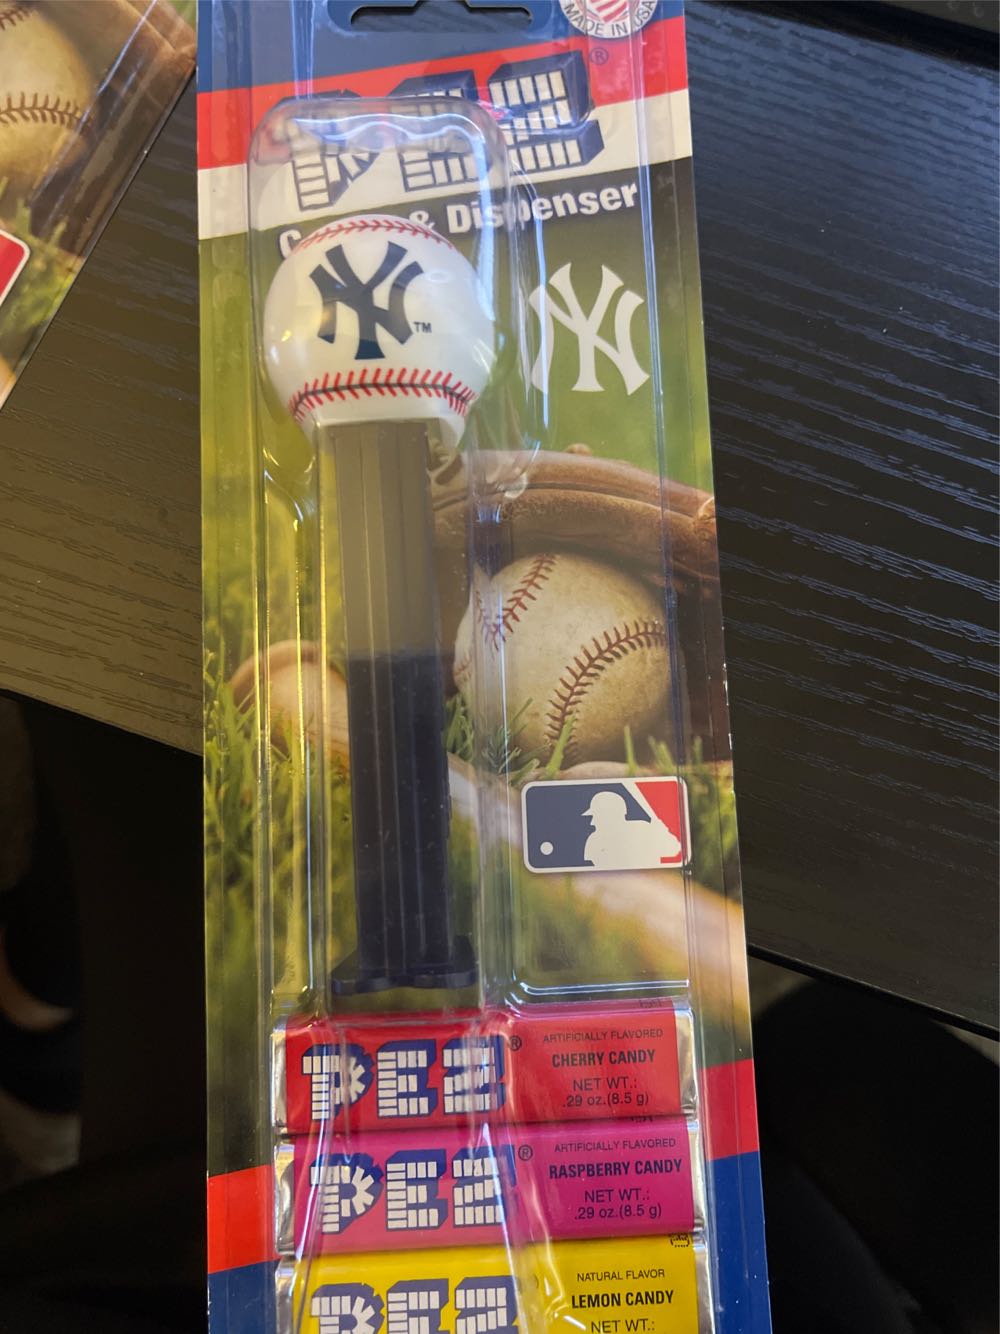 MADE IN USA
PEZ®
Candy & Dispenser
NY™
NY
PEZ®
ARTIFICIALLY FLAVORED
CHERRY CANDY
NET WT.:
.29 oz.(8.5 g)
PEZ®
ARTIFICIALLY FLAVORED
RASPBERRY CANDY
NET WT.:
.29 oz.(8.5 g)
PEZ
NATURAL FLAVOR
LEMON CANDY
NET WT.: